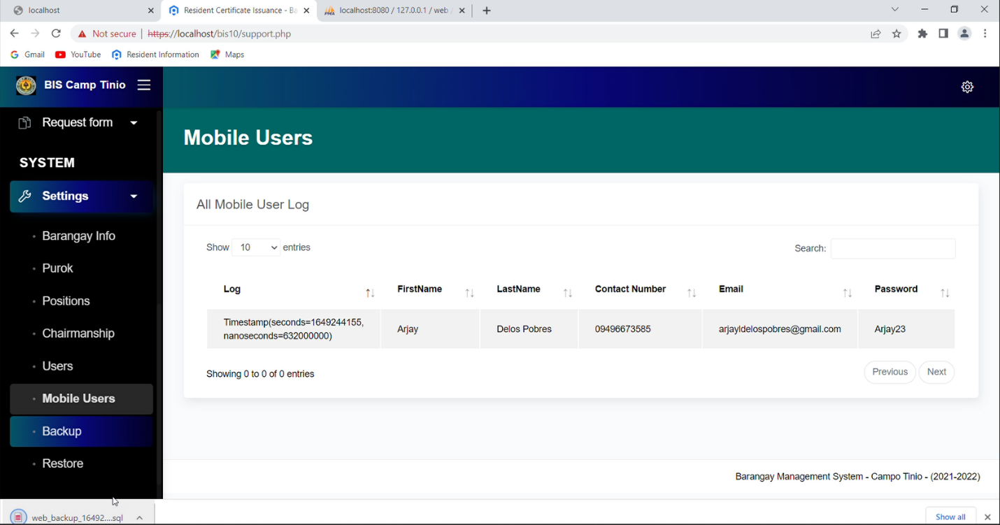 localhost
Resident Certificate Issuance - Ba
localhost:8080 / 127.0.0.1 / web
Not secure
https://localhost/bis10/support.php
Gmail
YouTube
Resident Information
Maps
BIS Camp Tinio
Request form
SYSTEM
Settings
Barangay Info
Purok
Positions
Chairmanship
Users
Mobile Users
Backup
Restore
Mobile Users
All Mobile User Log
Show 10 entries
Search:
Log FirstName LastName Contact Number Email Password
Timestamp(seconds=1649244155,
nanoseconds=632000000)
Arjay Delos Pobres 09496673585 arjayldelospobres@gmail.com Arjay23
Showing 0 to 0 of 0 entries
Previous Next
Barangay Management System - Campo Tinio - (2021-2022)
web_backup_16492....sql
Show all